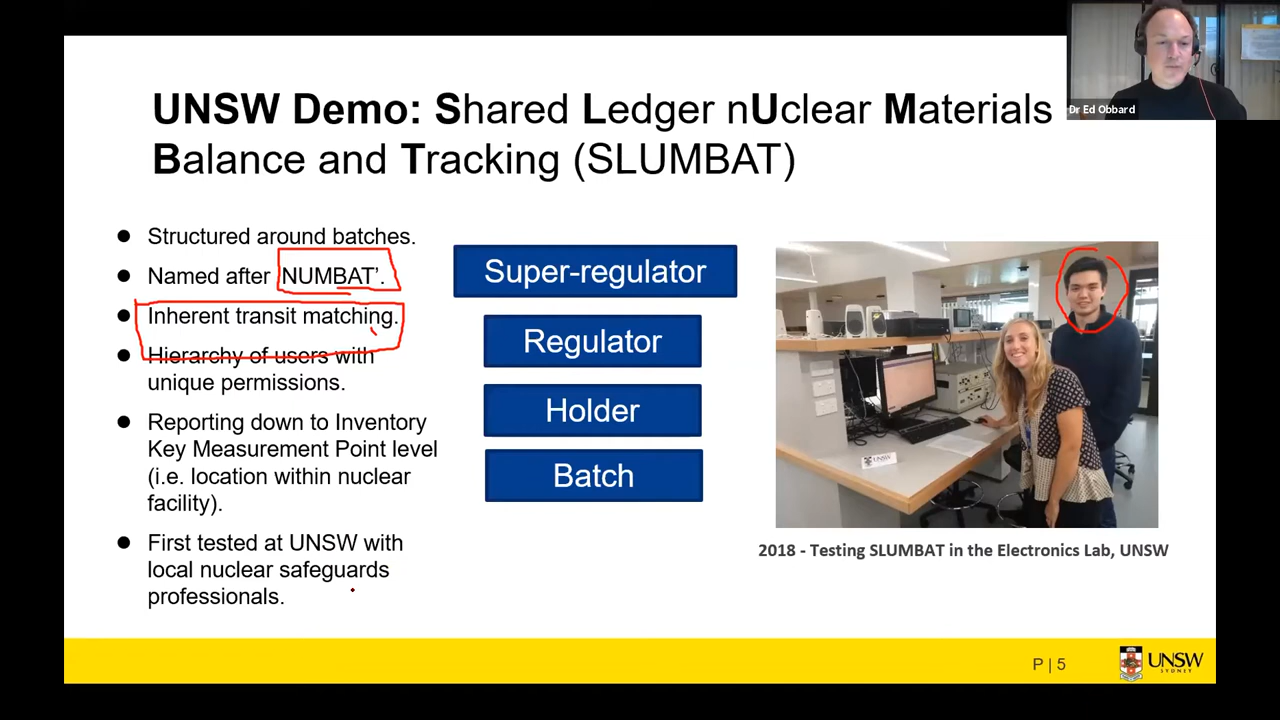 Dr Ed Obbard
UNSW Demo: Shared Ledger nUclear Materials
Balance and Tracking (SLUMBAT)
● Structured around batches.
● Named after NUMBAT’.
● Inherent transit matching.
● Hierarchy of users with
unique permissions.
● Reporting down to Inventory
Key Measurement Point level
(i.e. location within nuclear
facility).
● First tested at UNSW with
local nuclear safeguards
professionals.
Super-regulator
Regulator
Holder
Batch
UNSW
2018 - Testing SLUMBAT in the Electronics Lab, UNSW
P | 5
UNSW
SYDNEY